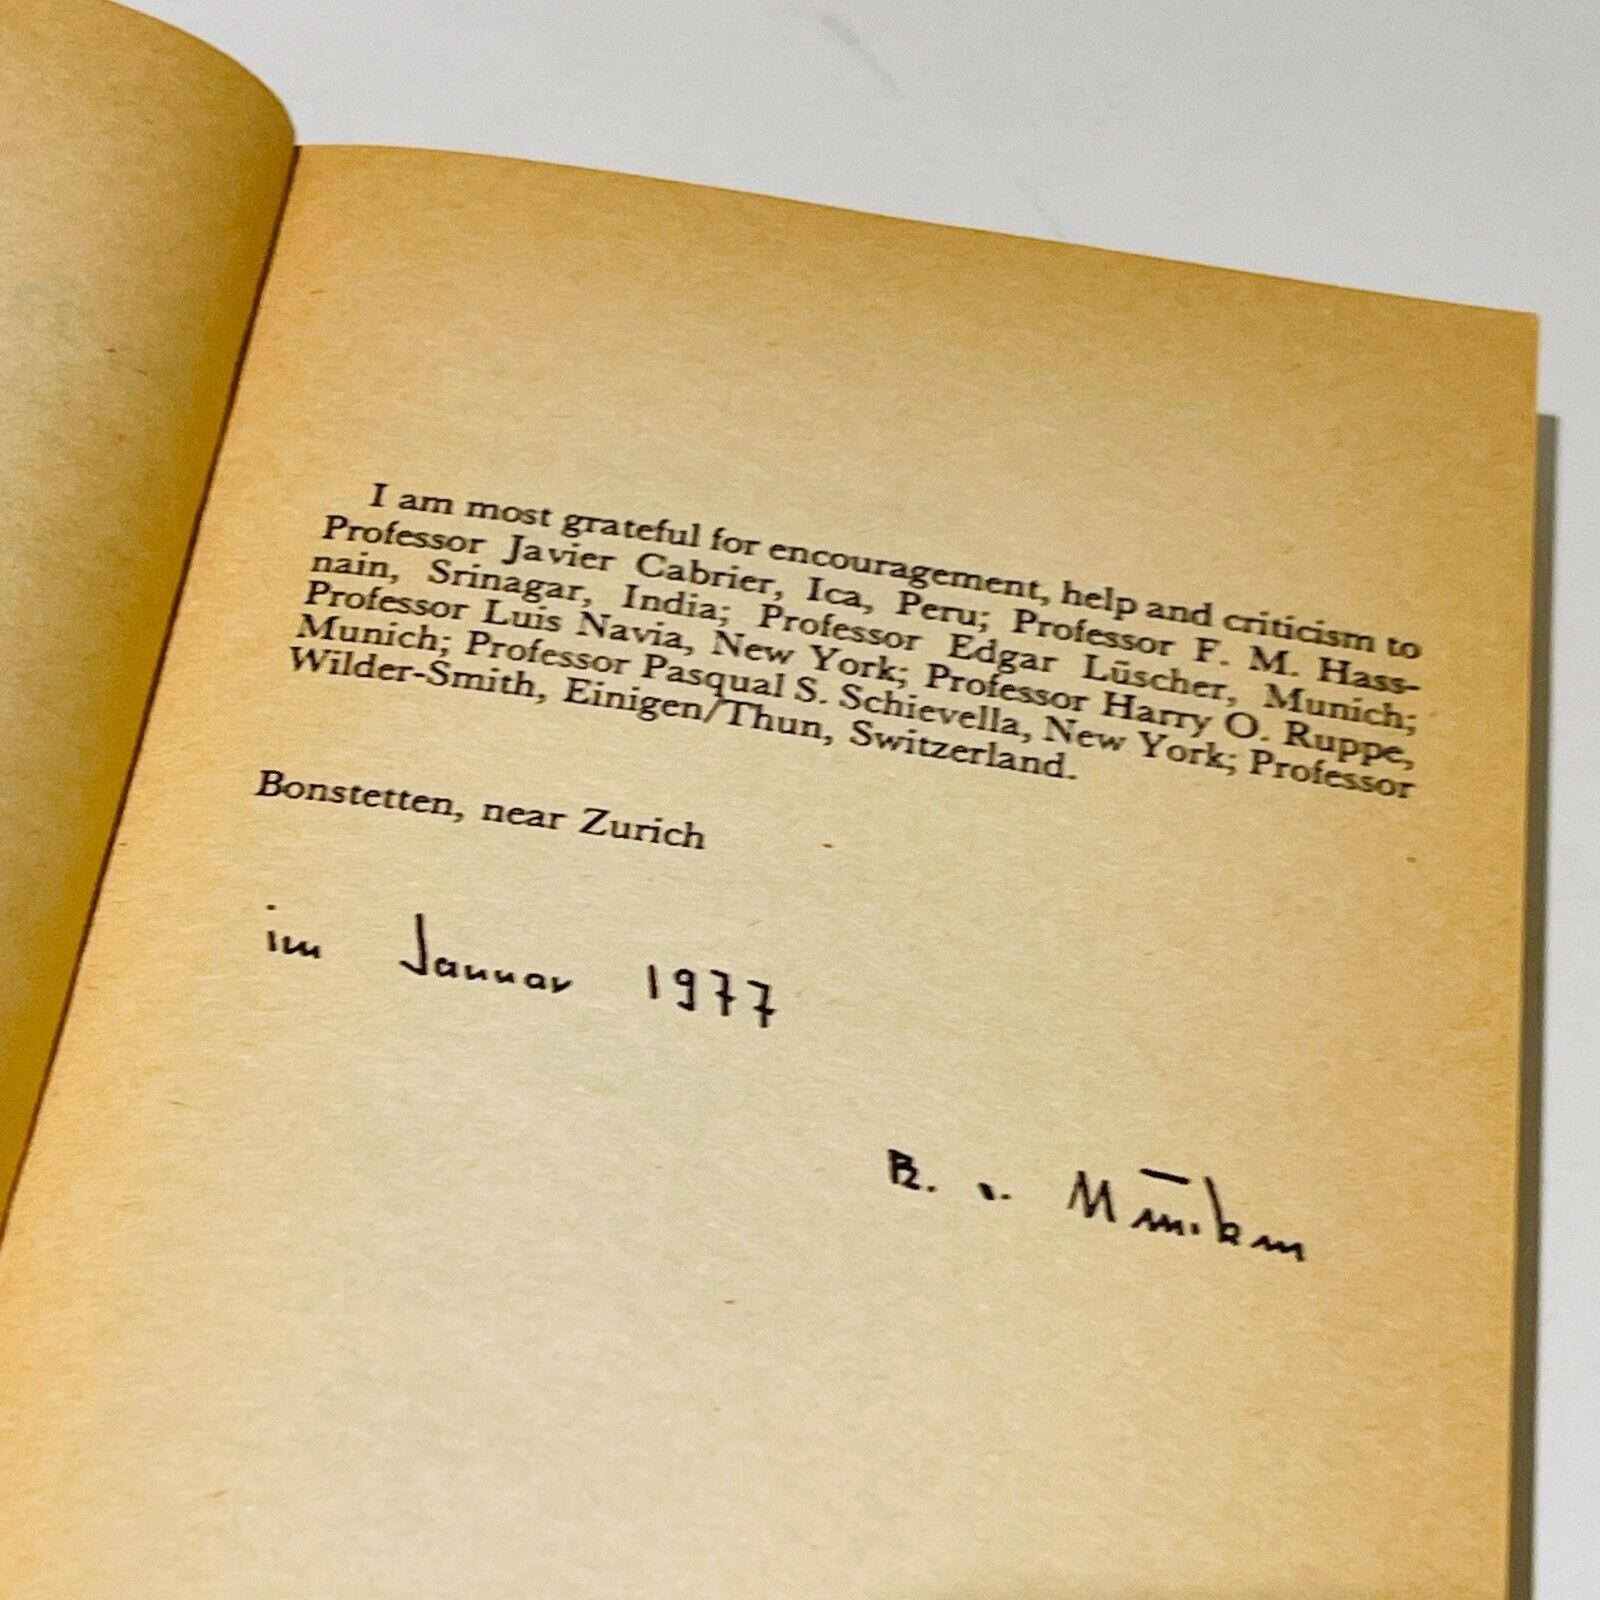 I am most grateful for encouragement, help and criticism to
Professor Javier Cabrier, Ica, Peru; Professor F. M. Hass-
nain, Srinagar, India; Professor Edgar Lüscher, Munich;
Professor Luis Navia, New York; Professor Harry O. Ruppe,
Munich; Professor Pasqual S. Schievella, New York; Professor
Wilder-Smith, Einigen/Thun, Switzerland.
Bonstetten, near Zurich
im Januar 1977